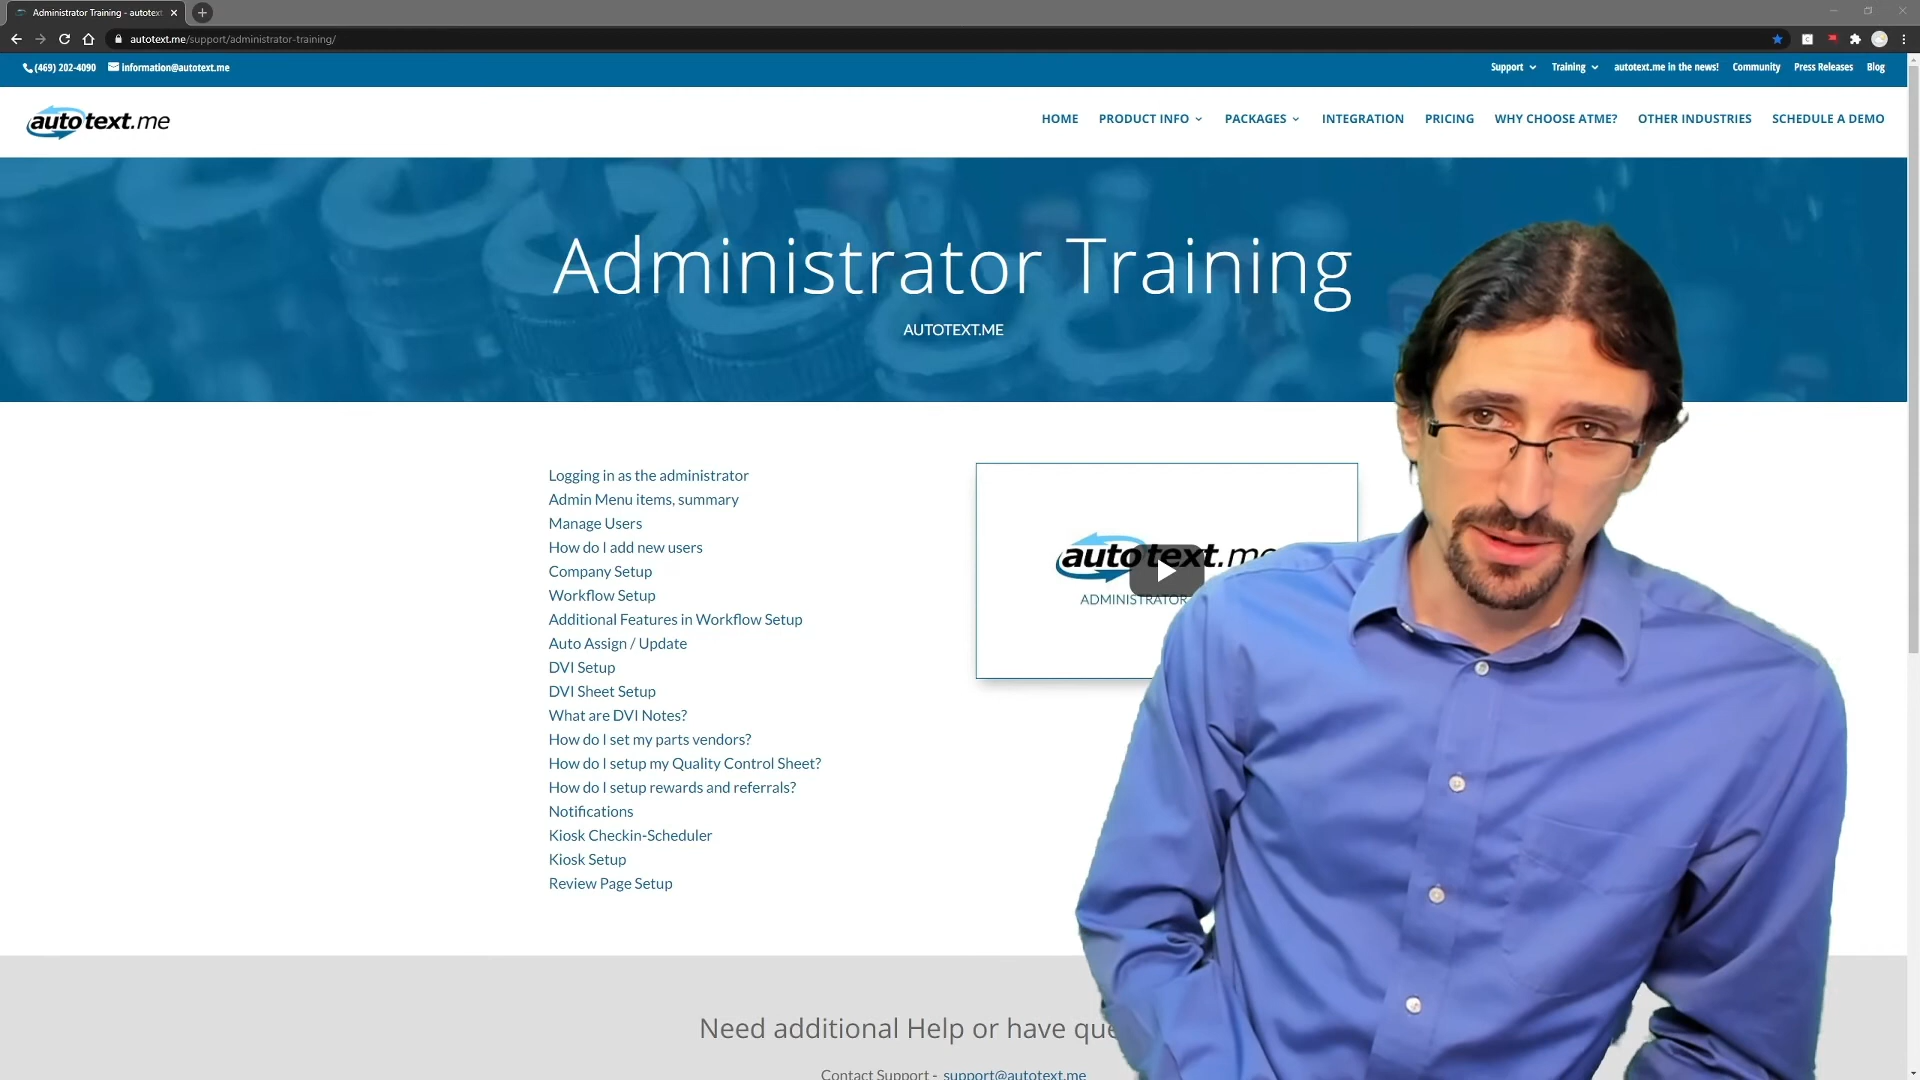 Administrator Training - autotext
autotext.me/support/administrator-training/
(469) 202-4090 information@autotext.me
Support Training autotext.me in the news! Community Press Releases Blog
autotext.me
HOME PRODUCT INFO PACKAGES INTEGRATION PRICING WHY CHOOSE ATME? OTHER INDUSTRIES SCHEDULE A DEMO
Administrator Training
AUTOTEXT.ME
Logging in as the administrator
Admin Menu items, summary
Manage Users
How do I add new users
Company Setup
Workflow Setup
Additional Features in Workflow Setup
Auto Assign / Update
DVI Setup
DVI Sheet Setup
What are DVI Notes?
How do I set my parts vendors?
How do I setup my Quality Control Sheet?
How do I setup rewards and referrals?
Notifications
Kiosk Checkin-Scheduler
Kiosk Setup
Review Page Setup
autotext.me
ADMINISTRATOR
Need additional Help or have que
Contact Support - support@autotext.me